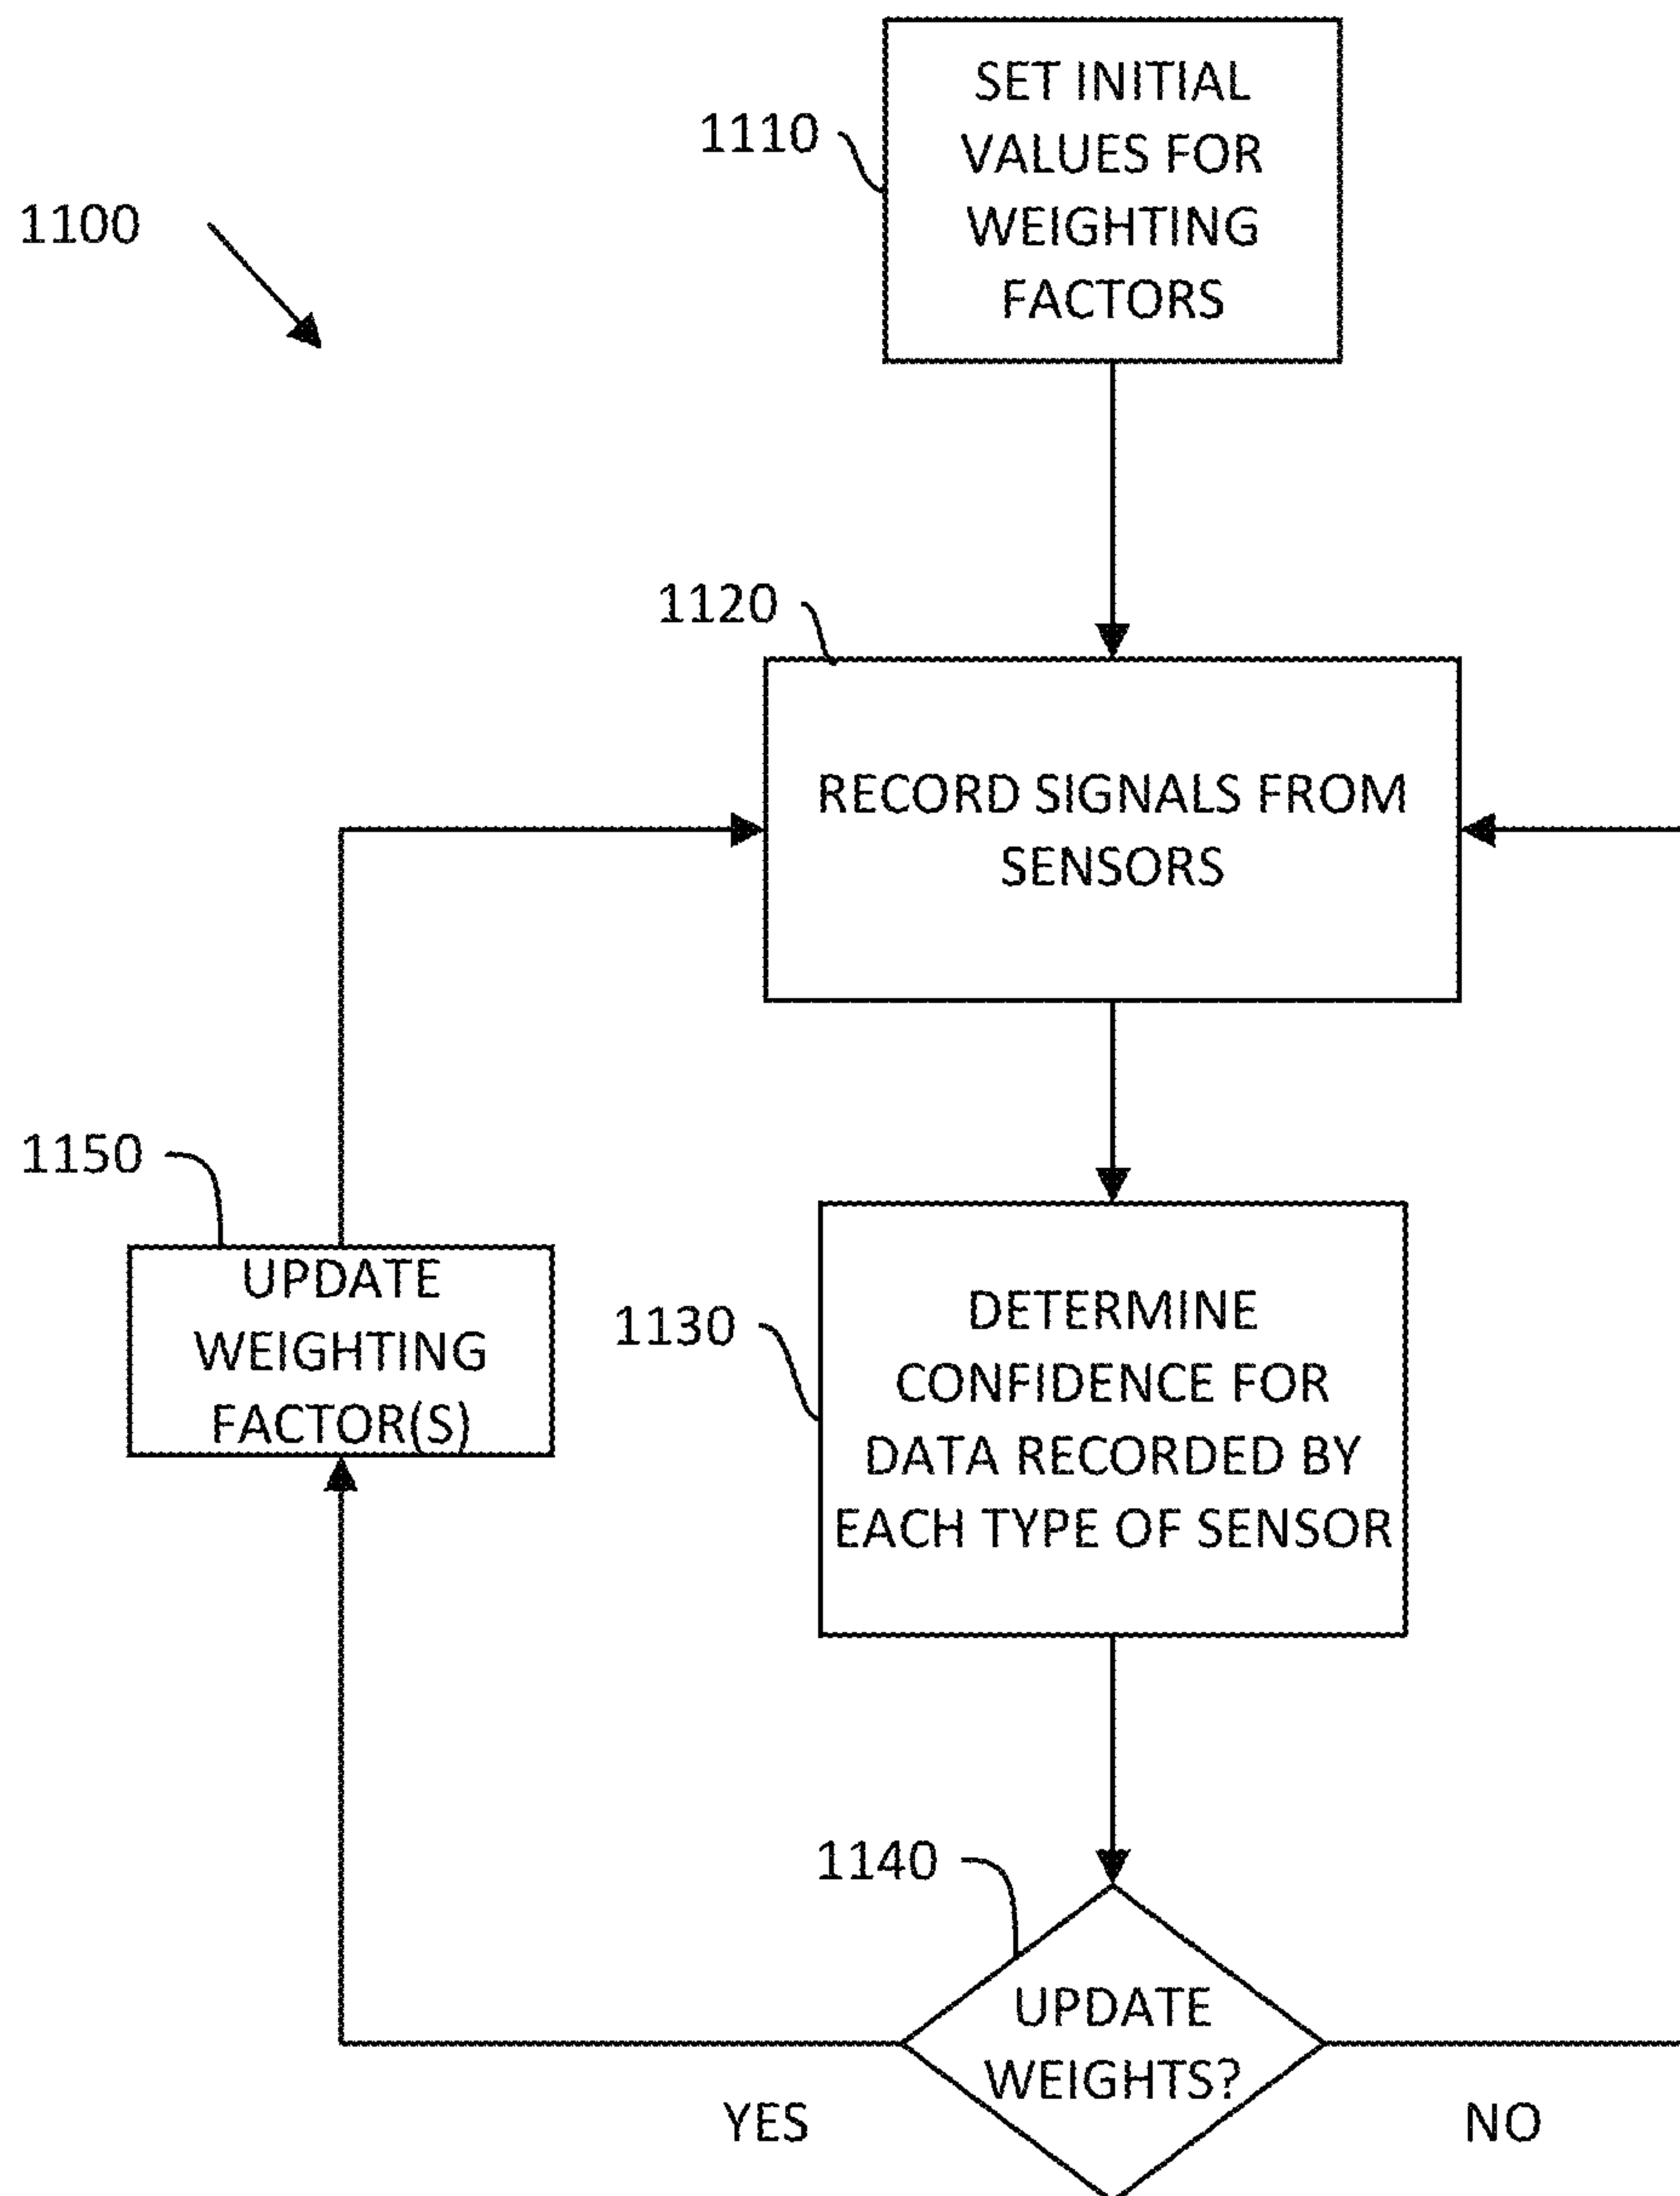 1100
1110
SET INITIAL
VALUES FOR
WEIGHTING
FACTORS
1120
RECORD SIGNALS FROM
SENSORS
1150
UPDATE
WEIGHTING
FACTOR(S)
1130
DETERMINE
CONFIDENCE FOR
DATA RECORDED BY
EACH TYPE OF SENSOR
1140
UPDATE
WEIGHTS?
YES
NO